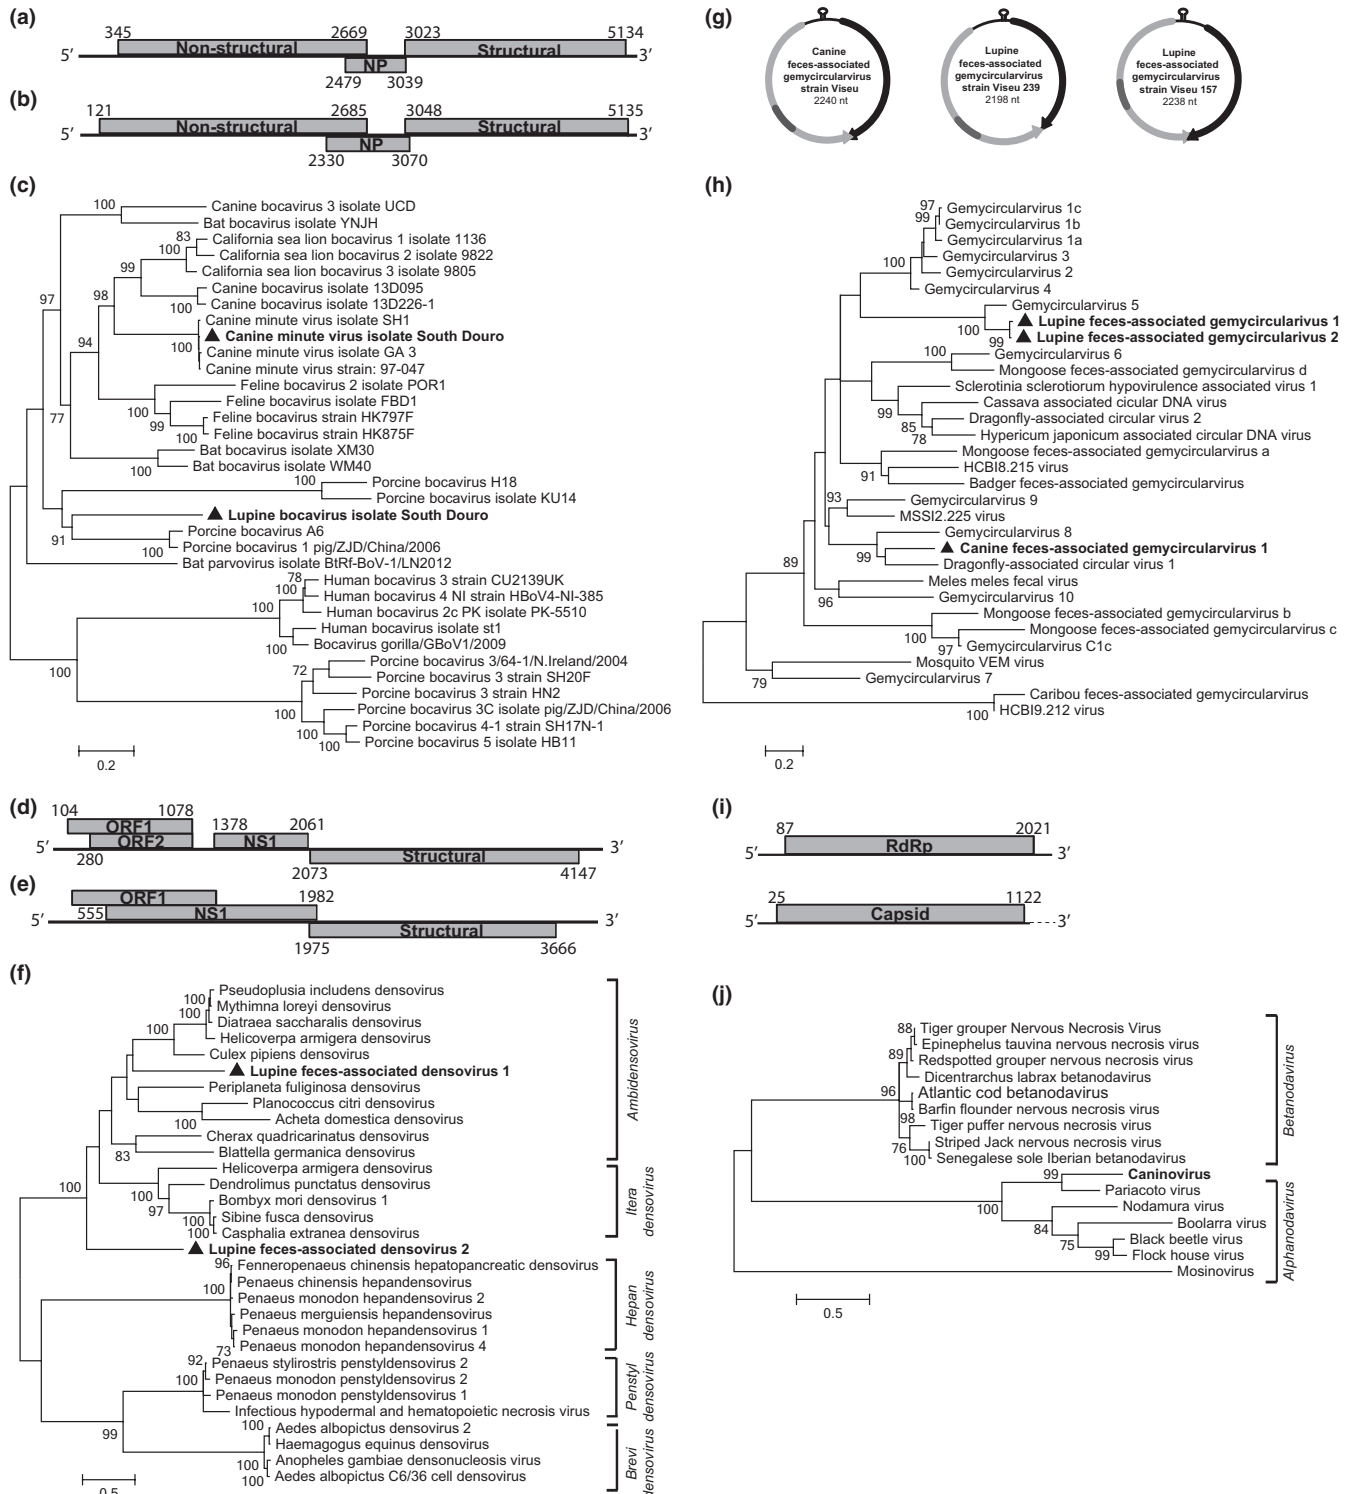 (a)
345 2669 3023 5134
5′ Non-structural Structural 3′
NP
2479 3039
(b)
121 2685 3048 5135
5′ Non-structural Structural 3′
NP
2330 3070
(c)
100 Canine bocavirus 3 isolate UCD
Bat bocavirus isolate YNJH
83 California sea lion bocavirus 1 isolate 1136
100 California sea lion bocavirus 2 isolate 9822
99 California sea lion bocavirus 3 isolate 9805
Canine bocavirus isolate 13D095
97 98 100 Canine bocavirus isolate 13D226-1
Canine minute virus isolate SH1
▲ Canine minute virus isolate South Douro
94 100 Canine minute virus isolate GA 3
Canine minute virus strain: 97-047
Feline bocavirus 2 isolate POR1
77 100 Feline bocavirus isolate FBD1
99 Feline bocavirus strain HK797F
100 Feline bocavirus strain HK875F
Bat bocavirus isolate XM30
100 Bat bocavirus isolate WM40
100 Porcine bocavirus H18
Porcine bocavirus isolate KU14
▲ Lupine bocavirus isolate South Douro
91 Porcine bocavirus A6
100 Porcine bocavirus 1 pig/ZJD/China/2006
Bat parvovirus isolate BtRf-BoV-1/LN2012
78 Human bocavirus 3 strain CU2139UK
100 Human bocavirus 4 NI strain HBoV4-NI-385
100 Human bocavirus 2c PK isolate PK-5510
Human bocavirus isolate st1
100 Bocavirus gorilla/GBoV1/2009
100 Porcine bocavirus 3/64-1/N.Ireland/2004
72 Porcine bocavirus 3 strain SH20F
Porcine bocavirus 3 strain HN2
100 Porcine bocavirus 3C isolate pig/ZJD/China/2006
Porcine bocavirus 4-1 strain SH17N-1
100 100 Porcine bocavirus 5 isolate HB11
0.2
(d)
104 1078 1378 2061
ORF1
5′ ORF2 NS1 3′
280 Structural
2073 4147
(e)
ORF1 1982
5′ 555 NS1 3′
Structural
1975 3666
(f)
Pseudoplusia includens densovirus
100 Mythimna loreyi densovirus
100 Diatraea saccharalis densovirus
100 Helicoverpa armigera densovirus
Culex pipiens densovirus
▲ Lupine feces-associated densovirus 1
Periplaneta fuliginosa densovirus
Planococcus citri densovirus
100 Acheta domestica densovirus
Cherax quadricarinatus densovirus
83 Blattella germanica densovirus
Ambidensovirus
Helicoverpa armigera densovirus
100 100 Dendrolimus punctatus densovirus
Bombyx mori densovirus 1
97 100 Sibine fusca densovirus
100 Casphalia extranea densovirus
Itera densovirus
▲ Lupine feces-associated densovirus 2
96 Fenneropenaeus chinensis hepatopancreatic densovirus
100 Penaeus chinensis hepandensovirus
Penaeus monodon hepandensovirus 2
Penaeus merguiensis hepandensovirus
Penaeus monodon hepandensovirus 1
73 Penaeus monodon hepandensovirus 4
Hepan densovirus
92 Penaeus stylirostris penstyldensovirus 2
100 Penaeus monodon penstyldensovirus 2
Penaeus monodon penstyldensovirus 1
Infectious hypodermal and hematopoietic necrosis virus
Penstyl densovirus
99 100 Aedes albopictus densovirus 2
Haemagogus equinus densovirus
100 Anopheles gambiae densonucleosis virus
100 Aedes albopictus C6/36 cell densovirus
Brevi densovirus
0.5
(g)
Canine
feces-associated
gemycircularvirus
strain Viseu
2240 nt
Lupine
feces-associated
gemycircularvirus
strain Viseu 239
2198 nt
Lupine
feces-associated
gemycircularvirus
strain Viseu 157
2238 nt
(h)
97 Gemycircularvirus 1c
99 Gemycircularvirus 1b
Gemycircularvirus 1a
Gemycircularvirus 3
100 Gemycircularvirus 2
Gemycircularvirus 4
Gemycircularvirus 5
100 ▲ Lupine feces-associated gemycircularivus 1
99 ▲ Lupine feces-associated gemycircularivus 2
100 Gemycircularvirus 6
Mongoose feces-associated gemycircularvirus d
Sclerotinia sclerotiorum hypovirulence associated virus 1
99 Cassava associated cicular DNA virus
85 Dragonfly-associated circular virus 2
78 Hypericum japonicum associated circular DNA virus
Mongoose feces-associated gemycircularvirus a
91 HCBI8.215 virus
Badger feces-associated gemycircularvirus
93 Gemycircularvirus 9
MSSI2.225 virus
Gemycircularvirus 8
99 ▲ Canine feces-associated gemycircularvirus 1
89 Dragonfly-associated circular virus 1
Meles meles fecal virus
96 Gemycircularvirus 10
Mongoose feces-associated gemycircularvirus b
100 Mongoose feces-associated gemycircularvirus c
97 Gemycircularvirus C1c
Mosquito VEM virus
79 Gemycircularvirus 7
Caribou feces-associated gemycircularvirus
100 HCBI9.212 virus
0.2
(i)
87 2021
5′ RdRp 3′
25 1122
5′ Capsid 3′
(j)
88 Tiger grouper Nervous Necrosis Virus
Epinephelus tauvina nervous necrosis virus
89 Redspotted grouper nervous necrosis virus
Dicentrarchus labrax betanodavirus
96 Atlantic cod betanodavirus
Barfin flounder nervous necrosis virus
98 Tiger puffer nervous necrosis virus
76 Striped Jack nervous necrosis virus
100 Senegalese sole Iberian betanodavirus
Betanodavirus
99 Caninovirus
Pariacoto virus
100 Nodamura virus
84 Boolarra virus
75 Black beetle virus
99 Flock house virus
Mosinovirus
Alphanodavirus
0.5